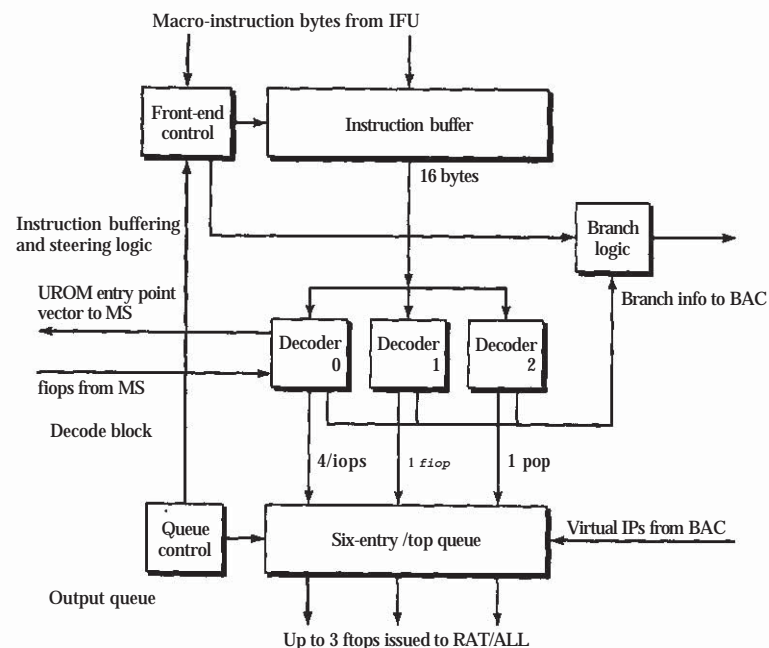 Macro-instruction bytes from IFU
Front-end
control
Instruction buffer
16 bytes
Instruction buffering
and steering logic
Branch
logic
UROM entry point
vector to MS
Branch info to BAC
Decoder
0
Decoder
1
Decoder
2
fiops from MS
Decode block
4/iops
1 fiop
1 pop
Queue
control
Six-entry /top queue
Virtual IPs from BAC
Output queue
Up to 3 ftops issued to RAT/ALL